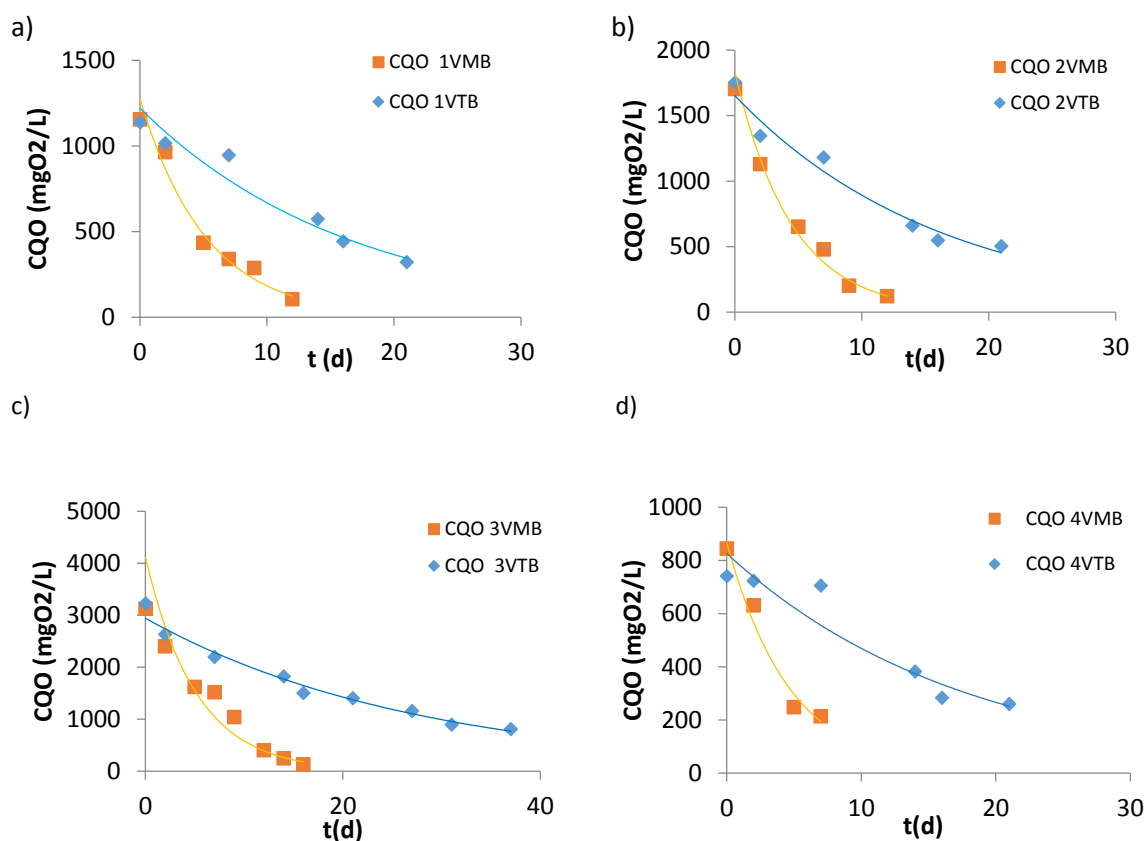 a)
CQO (mgO2/L)
1500
1000
500
0
0
10
20
30
t (d)
CQO 1VMB
CQO 1VTB
b)
CQO (mgO2/L)
2000
1500
1000
500
0
0
10
20
30
t(d)
CQO 2VMB
CQO 2VTB
c)
CQO (mgO2/L)
5000
4000
3000
2000
1000
0
0
20
40
t(d)
CQO 3VMB
CQO 3VTB
d)
CQO (mgO2/L)
1000
800
600
400
200
0
0
10
20
30
t(d)
CQO 4VMB
CQO 4VTB